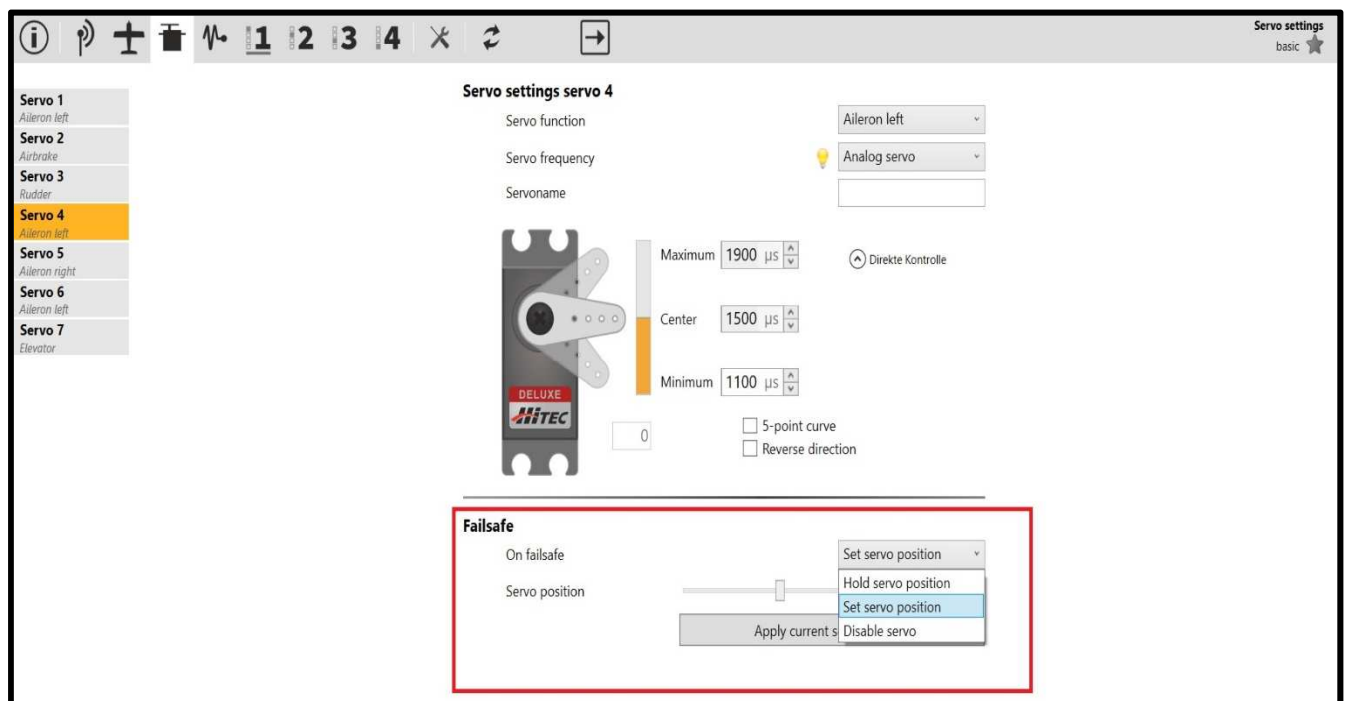 1 2 3 4
Servo settings
basic
Servo 1
Aileron left
Servo 2
Airbrake
Servo 3
Rudder
Servo 4
Aileron left
Servo 5
Aileron right
Servo 6
Aileron left
Servo 7
Elevator
Servo settings servo 4
Servo function Aileron left
Servo frequency Analog servo
Servoname
Maximum 1900 µs Direkte Kontrolle
Center 1500 µs
Minimum 1100 µs
DELUXE
HiTEC
0
5-point curve
Reverse direction
Failsafe
On failsafe Set servo position
Hold servo position
Servo position
Set servo position
Apply current s
Disable servo